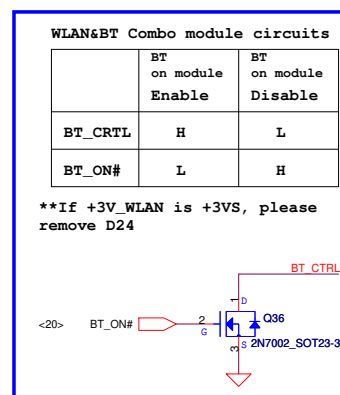 WLAN&BT Combo module circuits
BT on module Enable
BT on module Disable
BT_CRTL H L
BT_ON# L H
**If +3V_WLAN is +3VS, please
remove D24
BT_CTRL
1 D
<20> BT_ON# 2 G Q36
3 S 2N7002_SOT23-3